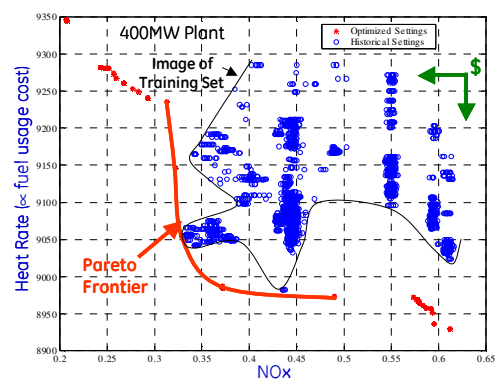 400MW Plant
Optimized Settings
Historical Settings
Image of
Training Set
$
Pareto
Frontier
Heat Rate (∝ fuel usage cost)
9350
9300
9250
9200
9150
9100
9050
9000
8950
8900
0.2
0.25
0.3
0.35
0.4
0.45
0.5
0.55
0.6
0.65
NOx